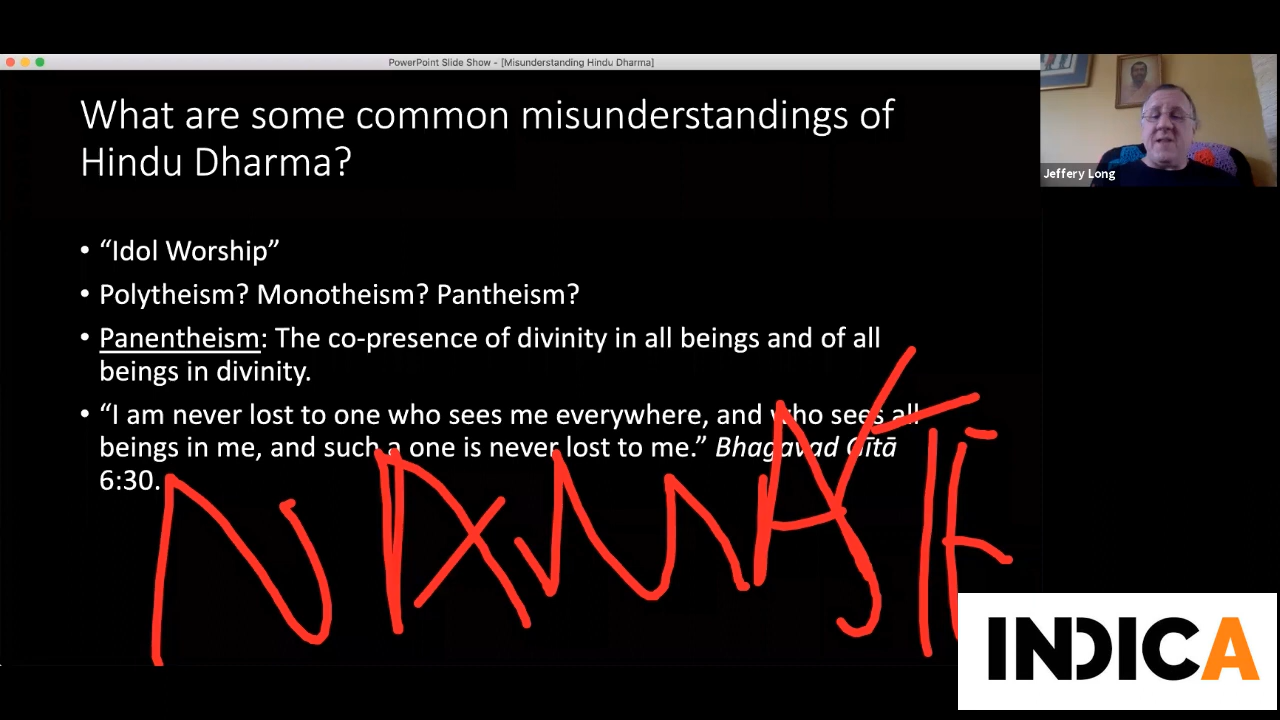 PowerPoint Slide Show - [Misunderstanding Hindu Dharma]
What are some common misunderstandings of
Hindu Dharma?
• “Idol Worship”
• Polytheism? Monotheism? Pantheism?
• Panentheism: The co-presence of divinity in all beings and of all
beings in divinity.
• “I am never lost to one who sees me everywhere, and who sees all
beings in me, and such a one is never lost to me.” Bhagavad Gītā
6:30.
NAMASTE
Jeffery Long
INDICA